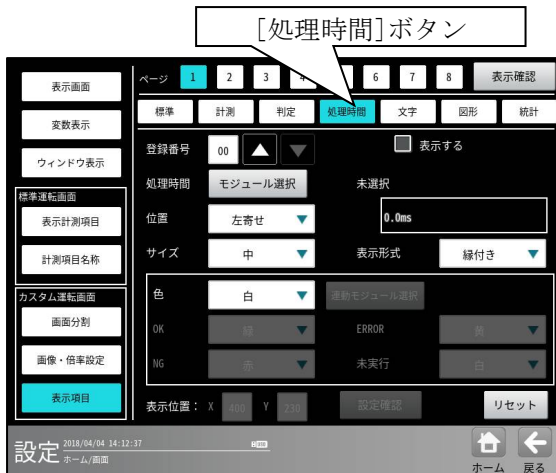 [処理時間]ボタン
ページ 1 2 3 4 6 7 8 表示確認
標準 計測 判定 処理時間 文字 図形 統計
表示画面
変数表示
ウィンドウ表示
標準運転画面
表示計測項目
計測項目名称
カスタム運転画面
画面分割
画像・倍率設定
表示項目
登録番号 00 表示する
処理時間 モジュール選択 未選択
位置 左寄せ 0.0ms
サイズ 中 表示形式 縁付き
色 白 連動モジュール選択
OK 緑 ERROR 黄
NG 赤 未実行 白
表示位置: X 400 Y 230 設定確認 リセット
設定 2018/04/04 14:12:37
ホーム/画面
ホーム 戻る